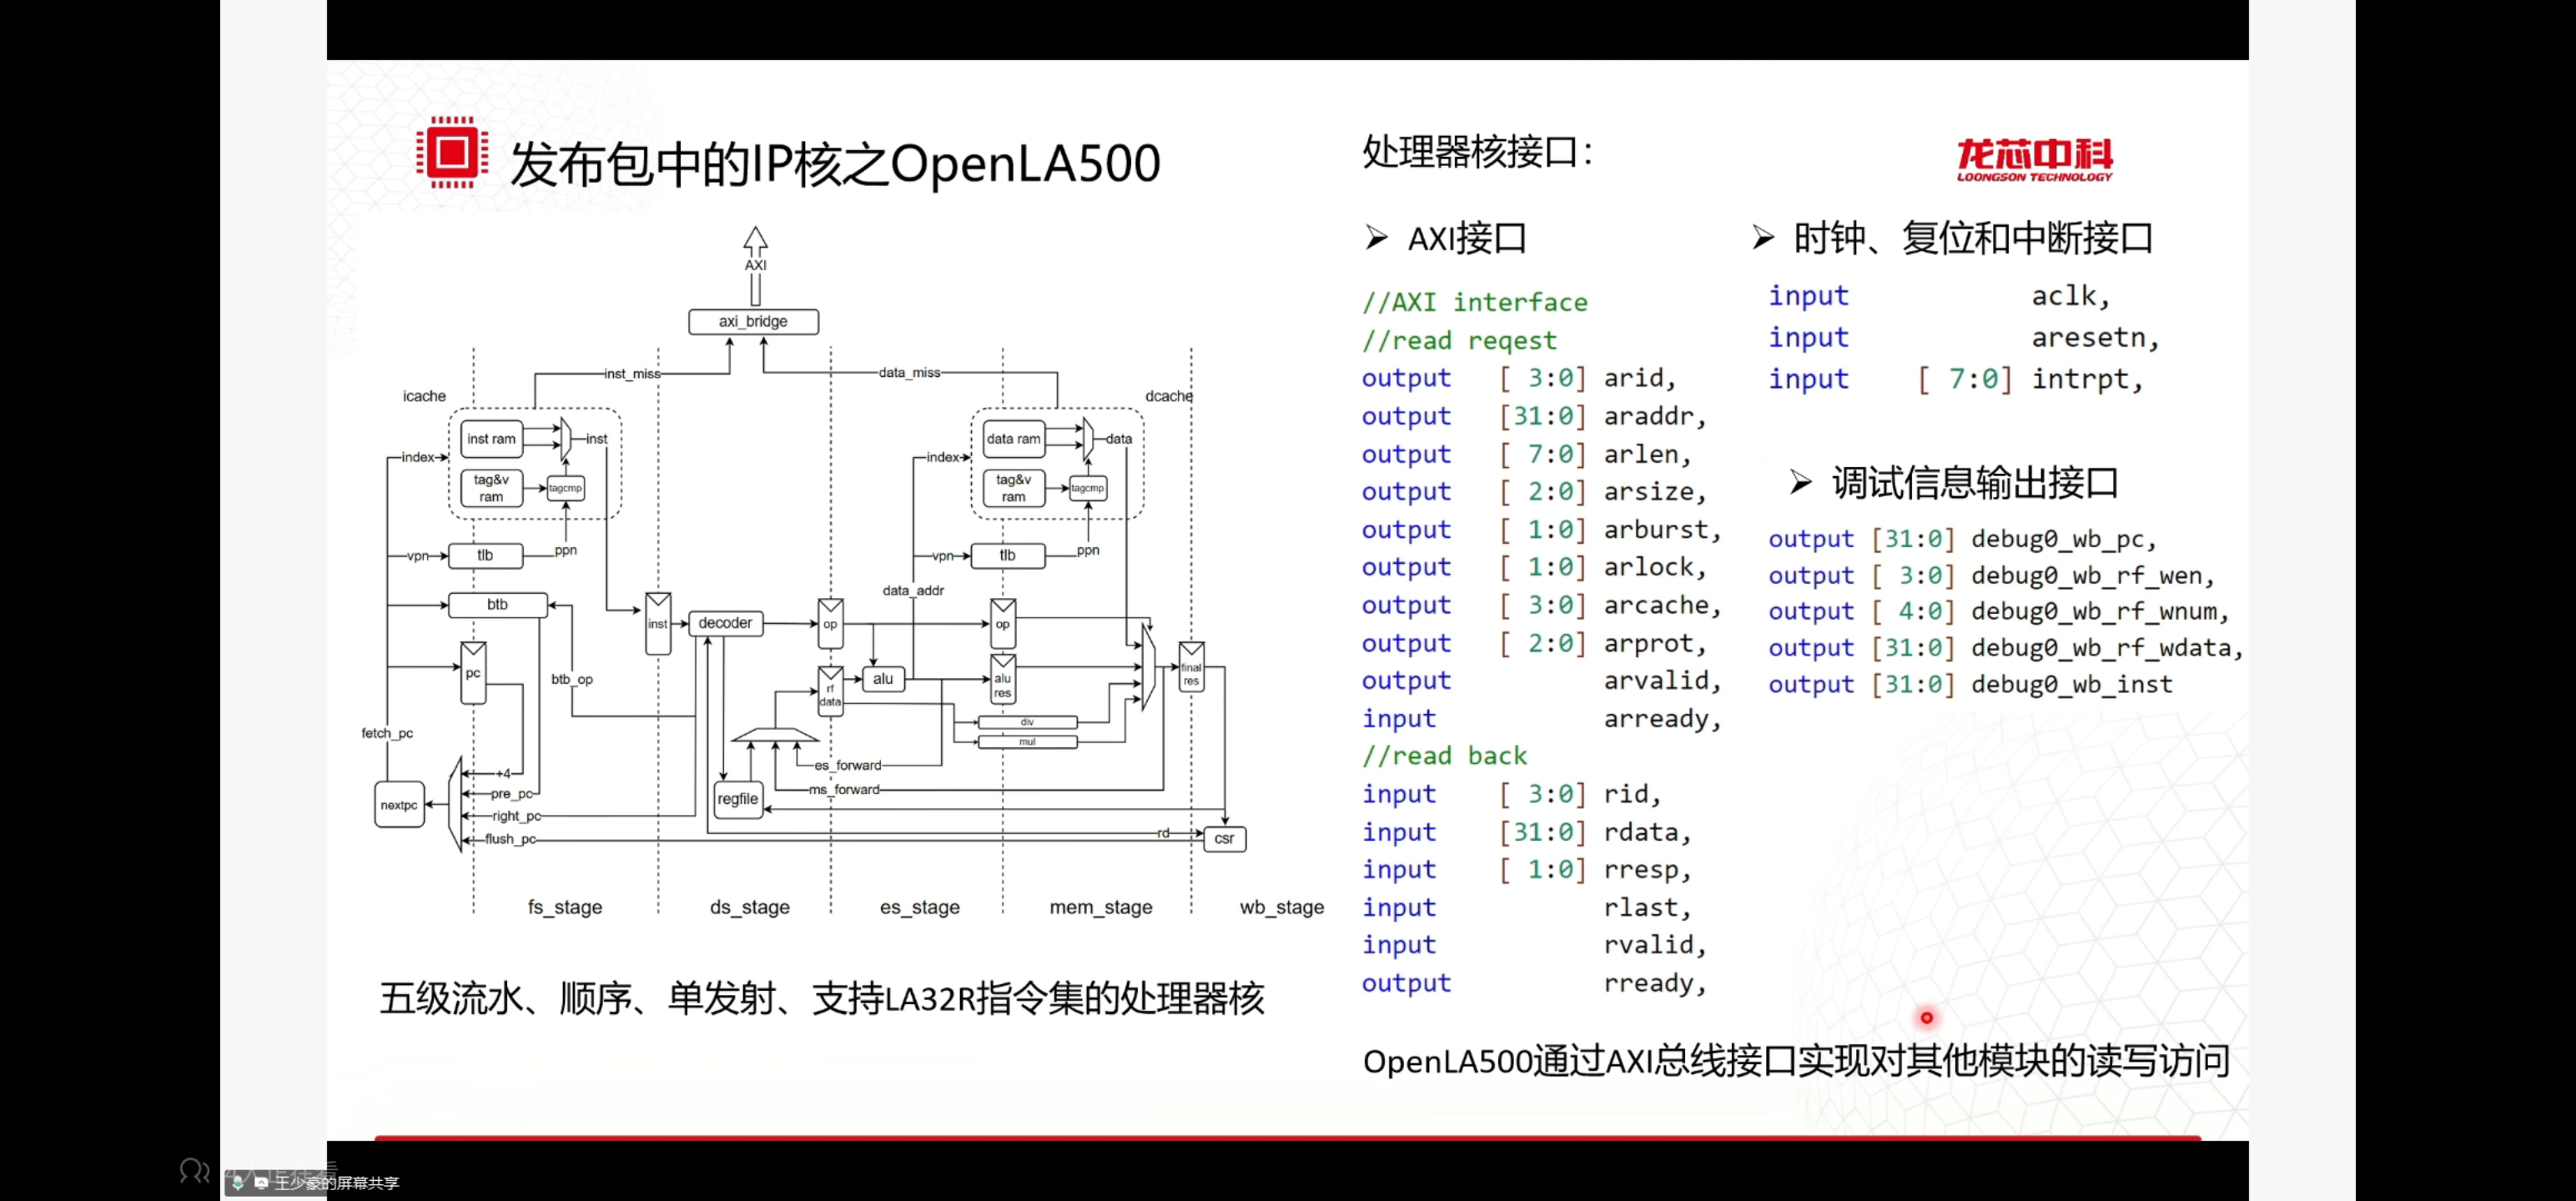 发布包中的IP核之OpenLA500
AXI
axi_bridge
inst_miss
data_miss
icache
dcache
inst ram
inst
data ram
data
index
index
tag&v
ram
tagcmp
tag&v
ram
tagcmp
vpn
tlb
ppn
vpn
tlb
ppn
data_addr
btb
inst
decoder
op
op
pc
btb_op
rf
data
alu
alu
res
final
res
div
mul
fetch_pc
es_forward
+4
ms_forward
pre_pc
nextpc
regfile
right_pc
flush_pc
rd
csr
fs_stage
ds_stage
es_stage
mem_stage
wb_stage
五级流水、顺序、单发射、支持LA32R指令集的处理器核
处理器核接口：
➢ AXI接口
//AXI interface
//read reqest
output [ 3:0] arid,
output [31:0] araddr,
output [ 7:0] arlen,
output [ 2:0] arsize,
output [ 1:0] arburst,
output [ 1:0] arlock,
output [ 3:0] arcache,
output [ 2:0] arprot,
output arvalid,
input arready,
//read back
input [ 3:0] rid,
input [31:0] rdata,
input [ 1:0] rresp,
input rlast,
input rvalid,
output rready,
龙芯中科
LOONGSON TECHNOLOGY
➢ 时钟、复位和中断接口
input aclk,
input aresetn,
input [ 7:0] intrpt,
➢ 调试信息输出接口
output [31:0] debug0_wb_pc,
output [ 3:0] debug0_wb_rf_wen,
output [ 4:0] debug0_wb_rf_wnum,
output [31:0] debug0_wb_rf_wdata,
output [31:0] debug0_wb_inst
OpenLA500通过AXI总线接口实现对其他模块的读写访问
王少豪的屏幕共享